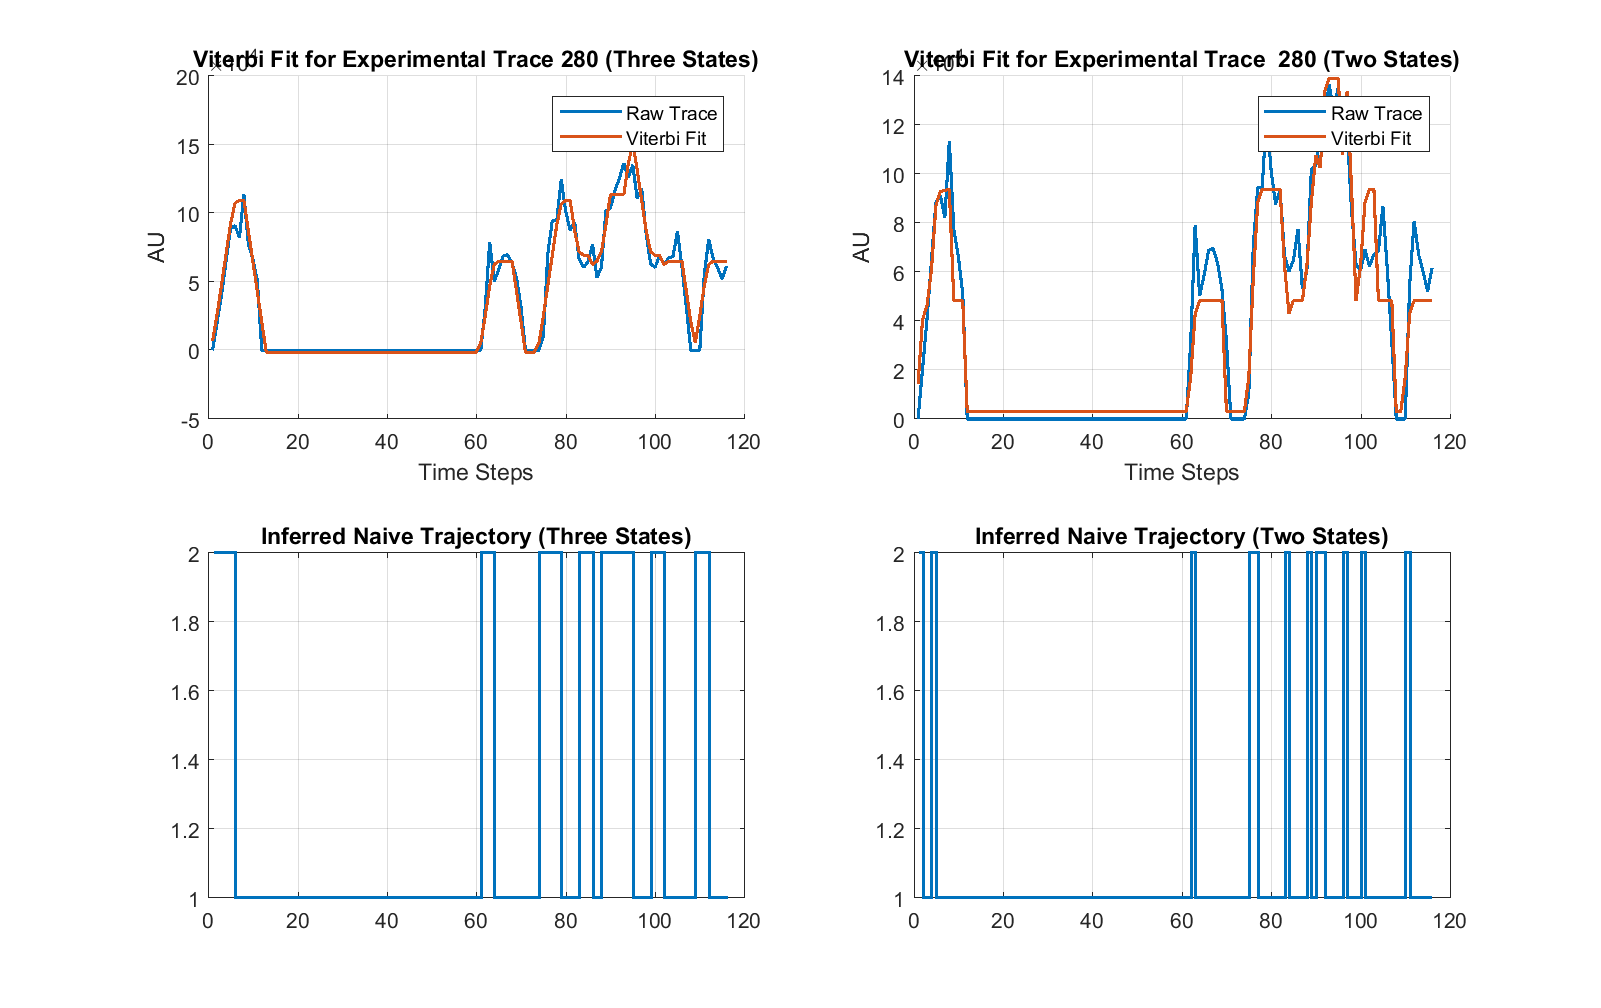 Viterbi Fit for Experimental Trace 280 (Three States)
20
15
10
5
0
-5
AU
Raw Trace
Viterbi Fit
0 20 40 60 80 100 120
Time Steps
Viterbi Fit for Experimental Trace 280 (Two States)
14
12
10
8
6
4
2
0
AU
Raw Trace
Viterbi Fit
0 20 40 60 80 100 120
Time Steps
Inferred Naive Trajectory (Three States)
2
1.8
1.6
1.4
1.2
1
0 20 40 60 80 100 120
Inferred Naive Trajectory (Two States)
2
1.8
1.6
1.4
1.2
1
0 20 40 60 80 100 120